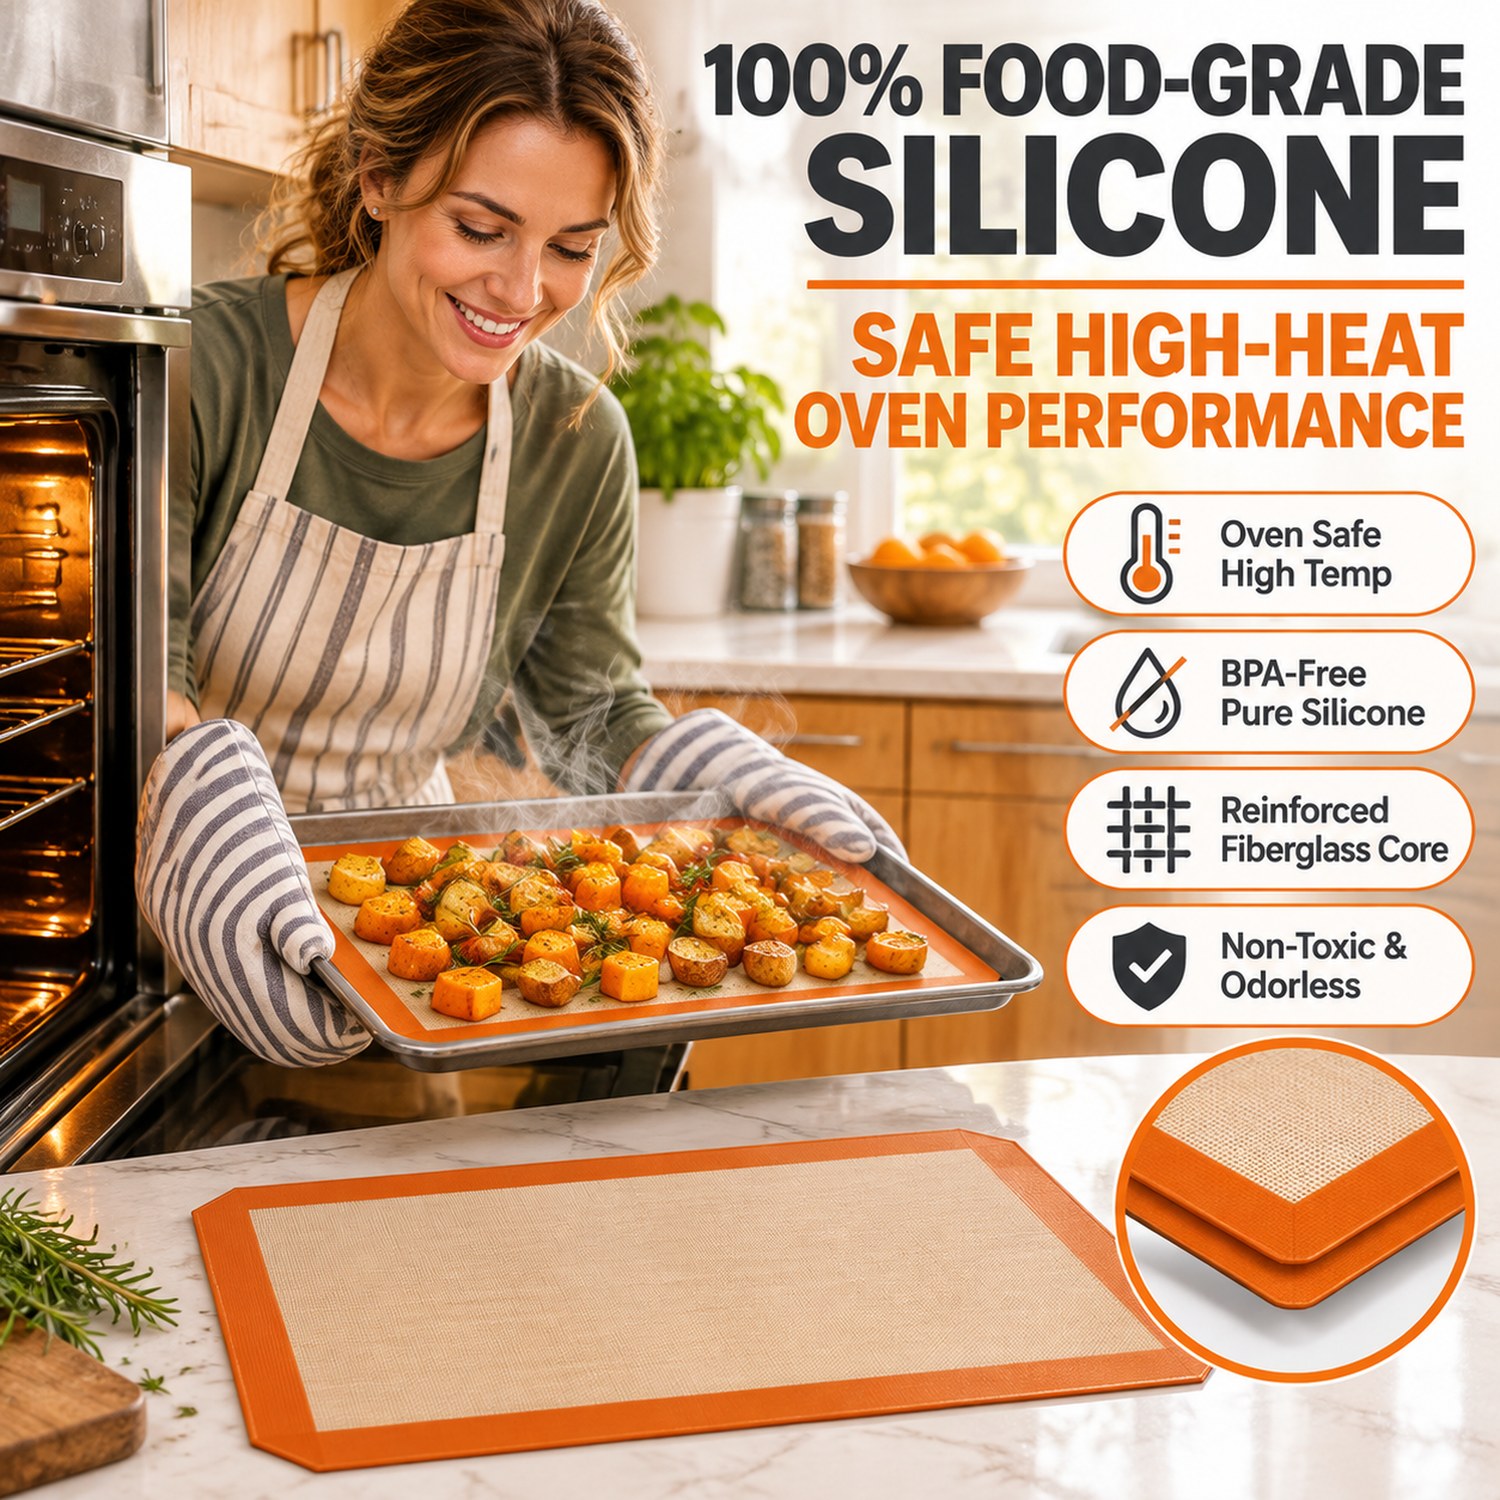 100% FOOD-GRADE
SILICONE
SAFE HIGH-HEAT
OVEN PERFORMANCE
Oven Safe
High Temp
BPA-Free
Pure Silicone
Reinforced
Fiberglass Core
Non-Toxic &
Odorless